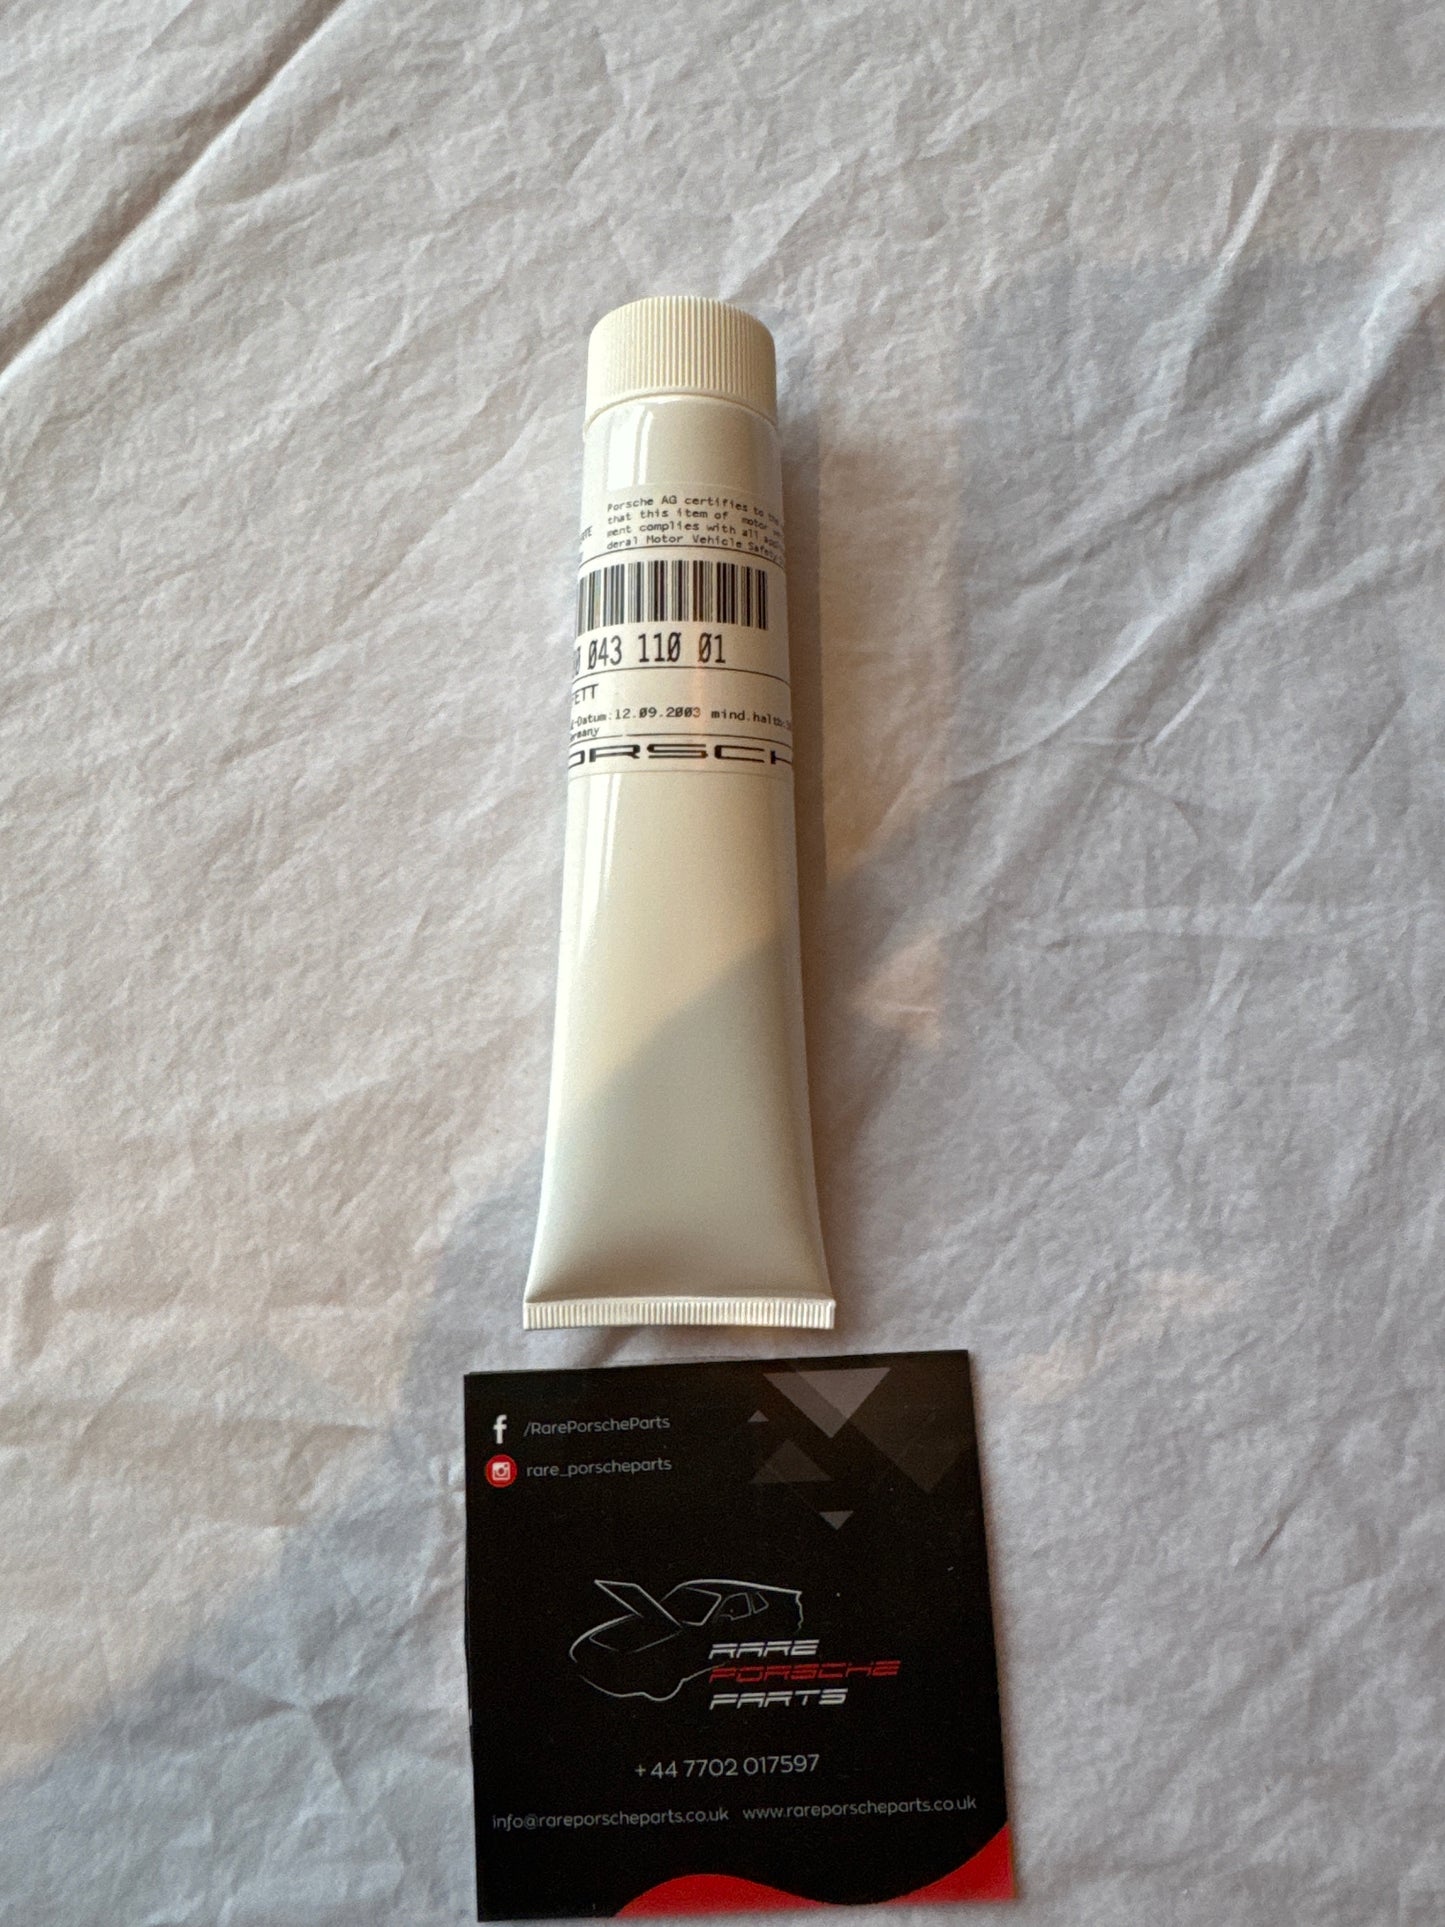 Porsche AG certifies to the
that this item of motor
ment complies with all
deral Motor Vehicle Safety
0 043 110 01
FETT
-Datum:12.09.2003 mind.haltb:
ermany
ORSCH
/RarePorscheParts
rare_porscheparts
RARE
PORSCHE
PARTS
+44 7702 017597
info@rareporscheparts.co.uk www.rareporscheparts.co.uk